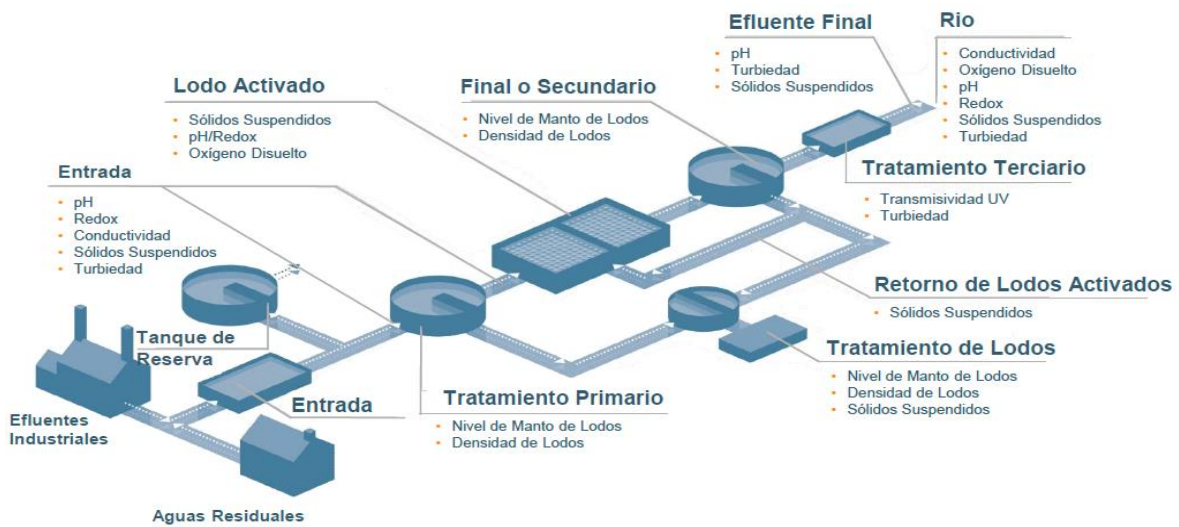 Efluente Final
pH
Turbiedad
Sólidos Suspendidos
Rio
Conductividad
Oxígeno Disuelto
pH
Redox
Sólidos Suspendidos
Turbiedad
Lodo Activado
Sólidos Suspendidos
pH/Redox
Oxígeno Disuelto
Final o Secundario
Nivel de Manto de Lodos
Densidad de Lodos
Entrada
pH
Redox
Conductividad
Sólidos Suspendidos
Turbiedad
Tratamiento Terciario
Transmisividad UV
Turbiedad
Retorno de Lodos Activados
Sólidos Suspendidos
Tanque de
Reserva
Tratamiento de Lodos
Nivel de Manto de Lodos
Densidad de Lodos
Sólidos Suspendidos
Entrada
Tratamiento Primario
Nivel de Manto de Lodos
Densidad de Lodos
Efluentes
Industriales
Aguas Residuales